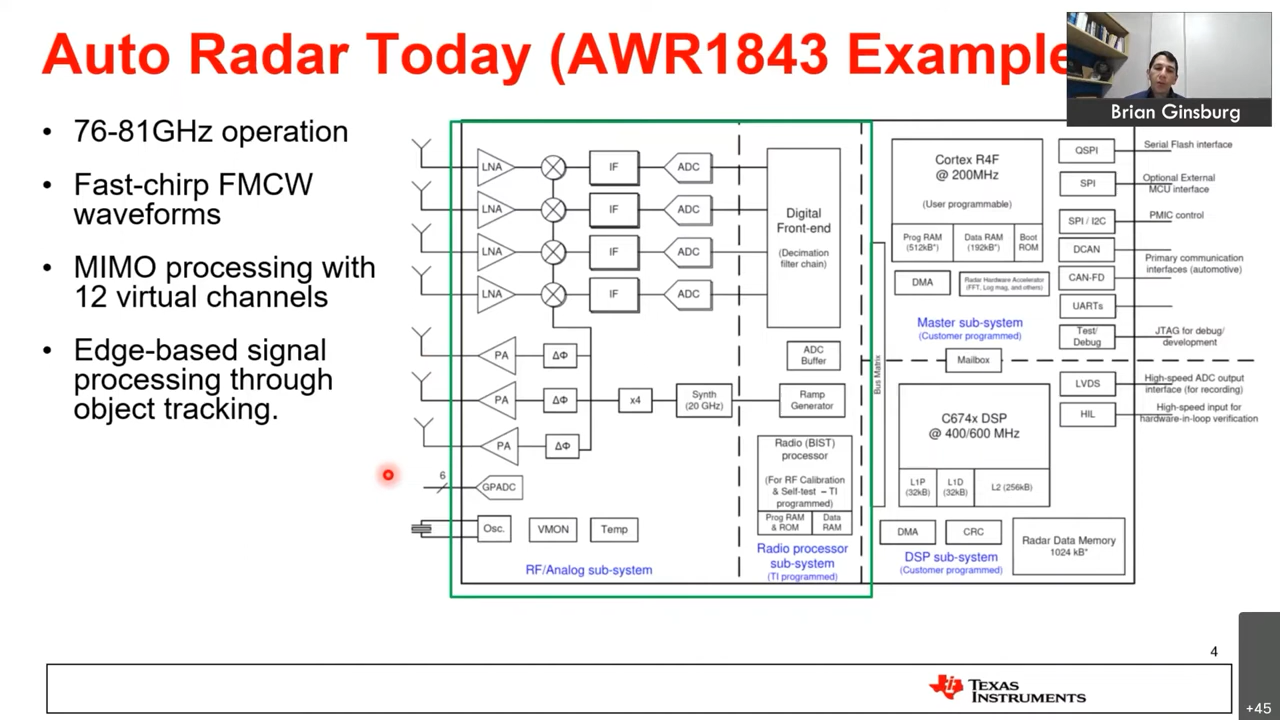 Auto Radar Today (AWR1843 Example
Brian Ginsburg
• 76-81GHz operation
• Fast-chirp FMCW
waveforms
• MIMO processing with
12 virtual channels
• Edge-based signal
processing through
object tracking.
LNA
IF
ADC
LNA
IF
ADC
LNA
IF
ADC
LNA
IF
ADC
PA
ΔΦ
PA
ΔΦ
PA
ΔΦ
x4
Synth
(20 GHz)
6
GPADC
Osc.
VMON
Temp
RF/Analog sub-system
Digital
Front-end
(Decimation
filter chain)
ADC
Buffer
Ramp
Generator
Radio (BIST)
processor
(For RF Calibration
& Self-test – TI
programmed)
Prog RAM
& ROM
Data
RAM
Radio processor
sub-system
(TI programmed)
Bus Matrix
Cortex R4F
@ 200MHz
(User programmable)
Prog RAM
(512kB*)
Data RAM
(192kB*)
Boot
ROM
DMA
Radar Hardware Accelerator
(FFT, Log mag, and others)
Master sub-system
(Customer programmed)
Mailbox
C674x DSP
@ 400/600 MHz
L1P
(32kB)
L1D
(32kB)
L2 (256kB)
DMA
CRC
DSP sub-system
(Customer programmed)
Radar Data Memory
1024 kB*
QSPI
SPI
SPI / I2C
DCAN
CAN-FD
UARTs
Test/
Debug
LVDS
HIL
Serial Flash interface
Optional External
MCU interface
PMIC control
Primary communication
interfaces (automotive)
JTAG for debug/
development
High-speed ADC output
interface (for recording)
High-speed input for
hardware-in-loop verification
4
TEXAS
INSTRUMENTS
+45